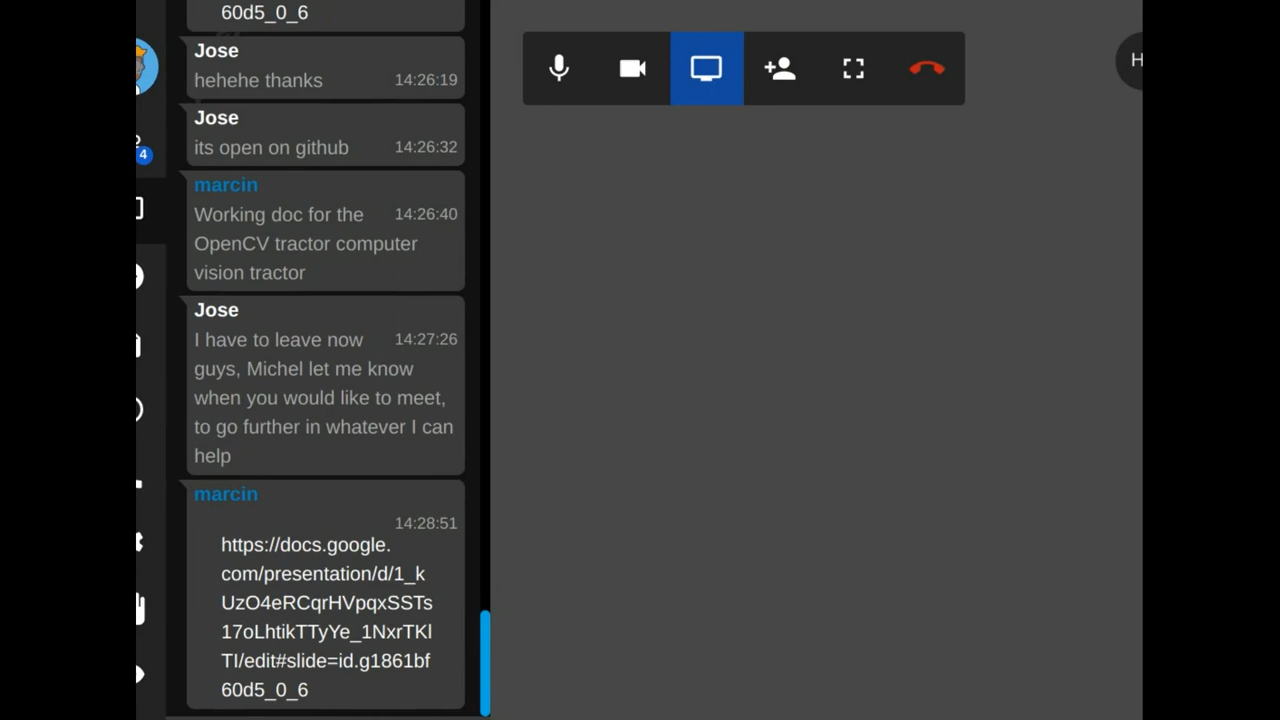 60d5_0_6
Jose
hehehe thanks 14:26:19
Jose
its open on github 14:26:32
marcin
Working doc for the 14:26:40
OpenCV tractor computer
vision tractor
Jose
I have to leave now 14:27:26
guys, Michel let me know
when you would like to meet,
to go further in whatever I can
help
marcin
14:28:51
https://docs.google.
com/presentation/d/1_k
UzO4eRCqrHVpqxSSTs
17oLhtikTTyYe_1NxrTKl
TI/edit#slide=id.g1861bf
60d5_0_6
4
H